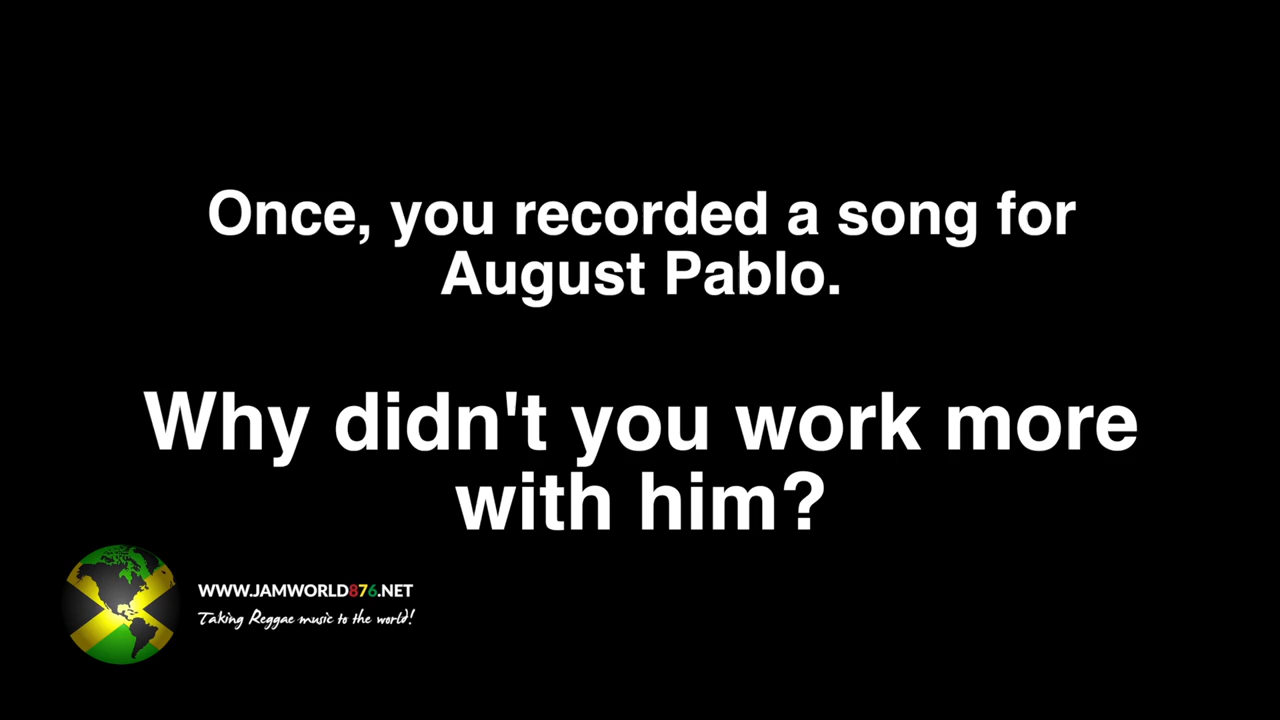 Once, you recorded a song for
August Pablo.
Why didn't you work more
with him?
WWW.JAMWORLD876.NET
Taking Reggae music to the world!